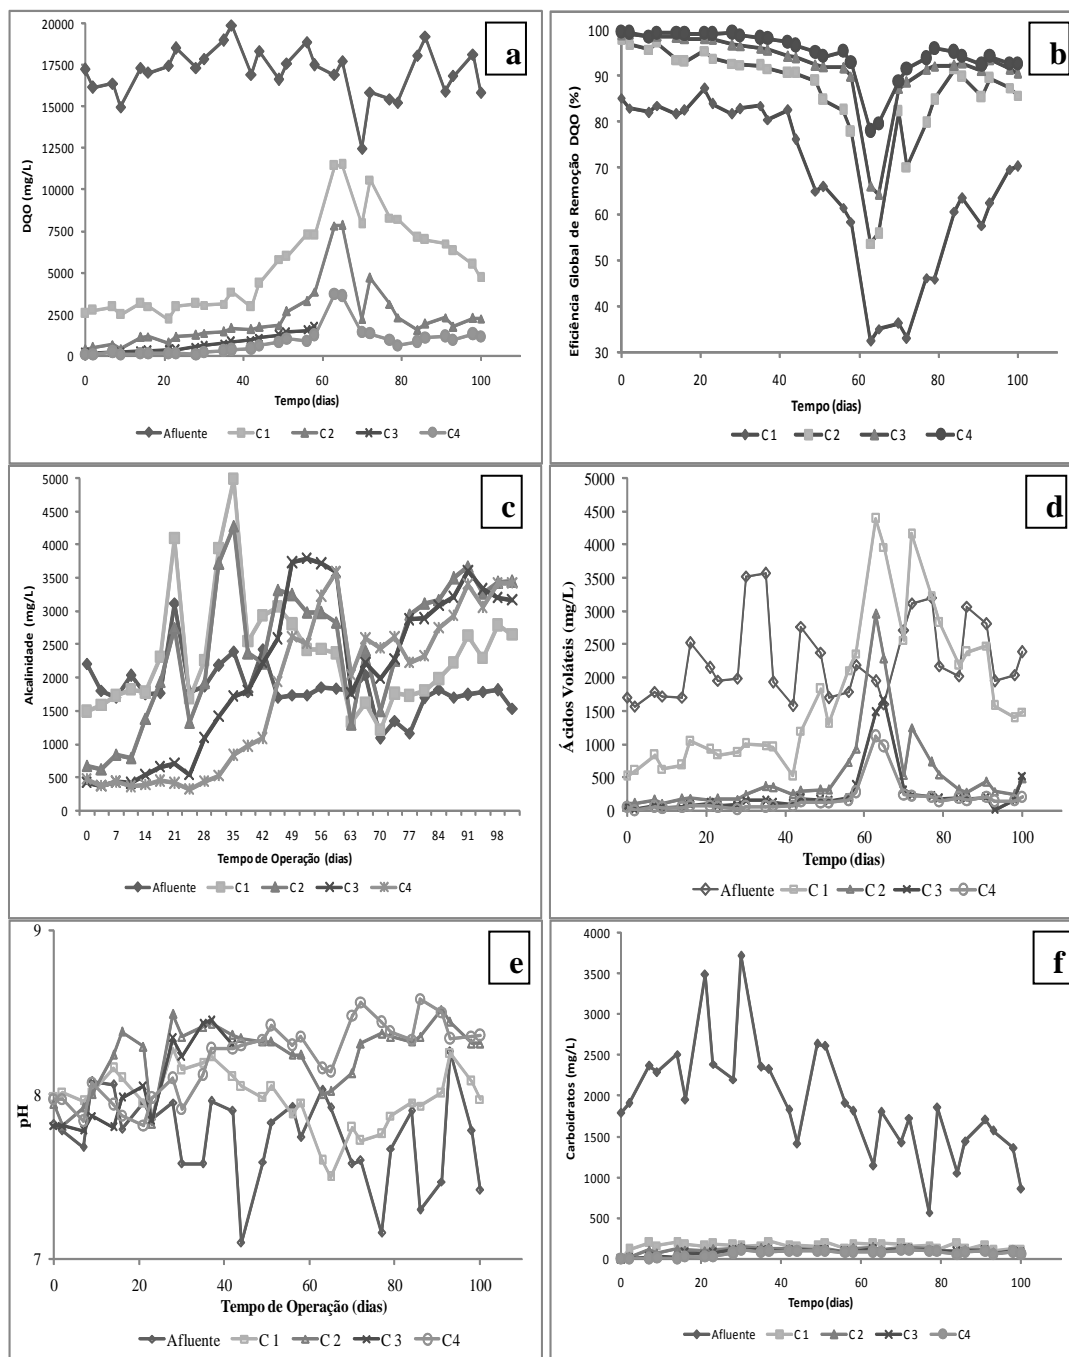 a
20000
17500
15000
12500
10000
7500
5000
2500
0
DQO (mg/L)
0 20 40 60 80 100
Tempo (dias)
Afluente C1 C2 C3 C4
b
100
90
80
70
60
50
40
30
Eficiência Global de Remoção DQO (%)
0 20 40 60 80 100
Tempo (dias)
C1 C2 C3 C4
c
5000
4500
4000
3500
3000
2500
2000
1500
1000
500
0
Alcalinidade (mg/L)
0 7 14 21 28 35 42 49 56 63 70 77 84 91 98
Tempo de Operação (dias)
Afluente C1 C2 C3 C4
d
5000
4500
4000
3500
3000
2500
2000
1500
1000
500
0
Ácidos Voláteis (mg/L)
0 20 40 60 80 100
Tempo (dias)
Afluente C 1 C 2 C 3 C4
e
9
8
7
pH
0 20 40 60 80 100
Tempo de Operação (dias)
Afluente C 1 C 2 C 3 C4
f
4000
3500
3000
2500
2000
1500
1000
500
0
Carboidratos (mg/L)
0 20 40 60 80 100
Tempo (dias)
Afluente C1 C2 C3 C4